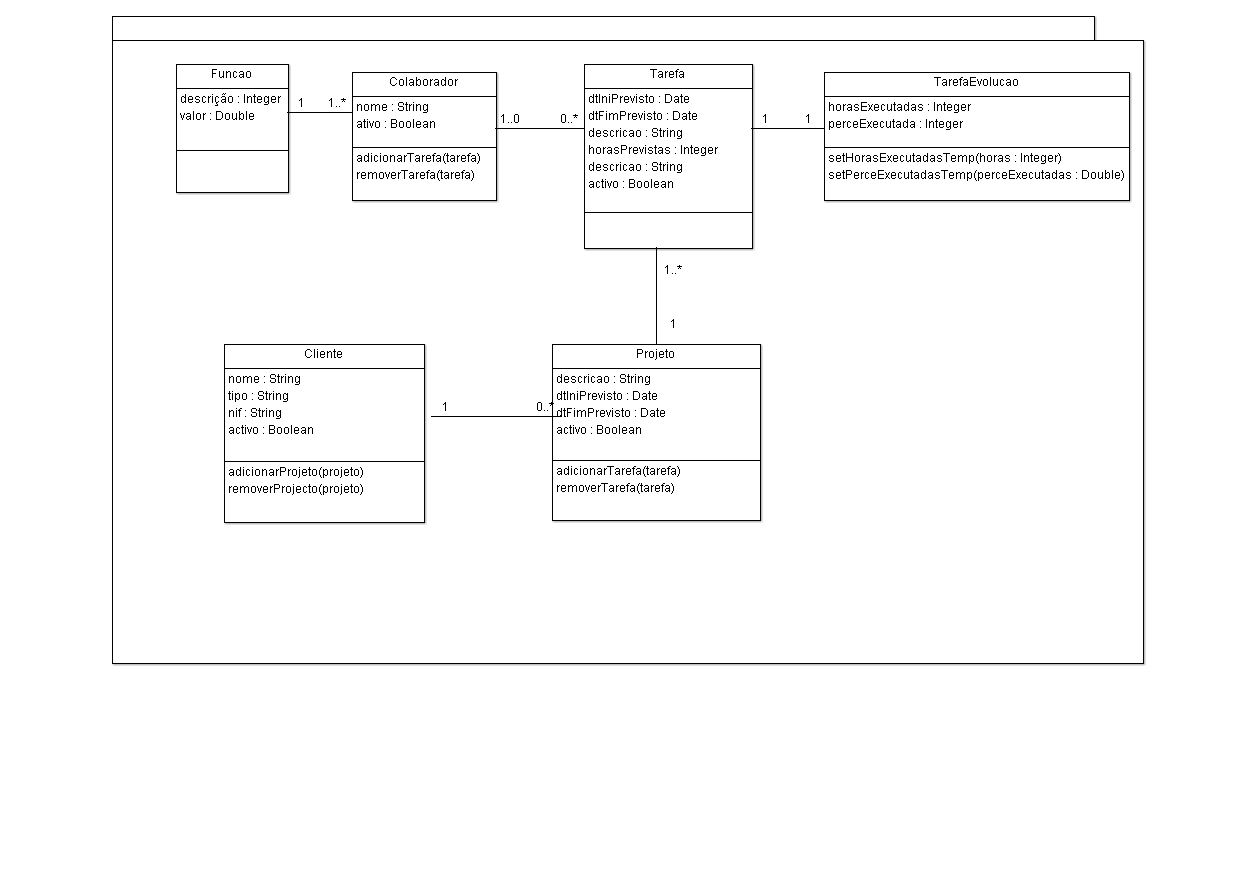 Funcao
descrição : Integer
valor : Double
1
1..*
Colaborador
nome : String
ativo : Boolean
adicionarTarefa(tarefa)
removerTarefa(tarefa)
1..0
0..*
Tarefa
dtIniPrevisto : Date
dtFimPrevisto : Date
descricao : String
horasPrevistas : Integer
descricao : String
activo : Boolean
1
1
TarefaEvolucao
horasExecutadas : Integer
perceExecutada : Integer
setHorasExecutadasTemp(horas : Integer)
setPerceExecutadasTemp(perceExecutadas : Double)
1..*
1
Cliente
nome : String
tipo : String
nif : String
activo : Boolean
adicionarProjeto(projeto)
removerProjecto(projeto)
1
0..*
Projeto
descricao : String
dtIniPrevisto : Date
dtFimPrevisto : Date
activo : Boolean
adicionarTarefa(tarefa)
removerTarefa(tarefa)